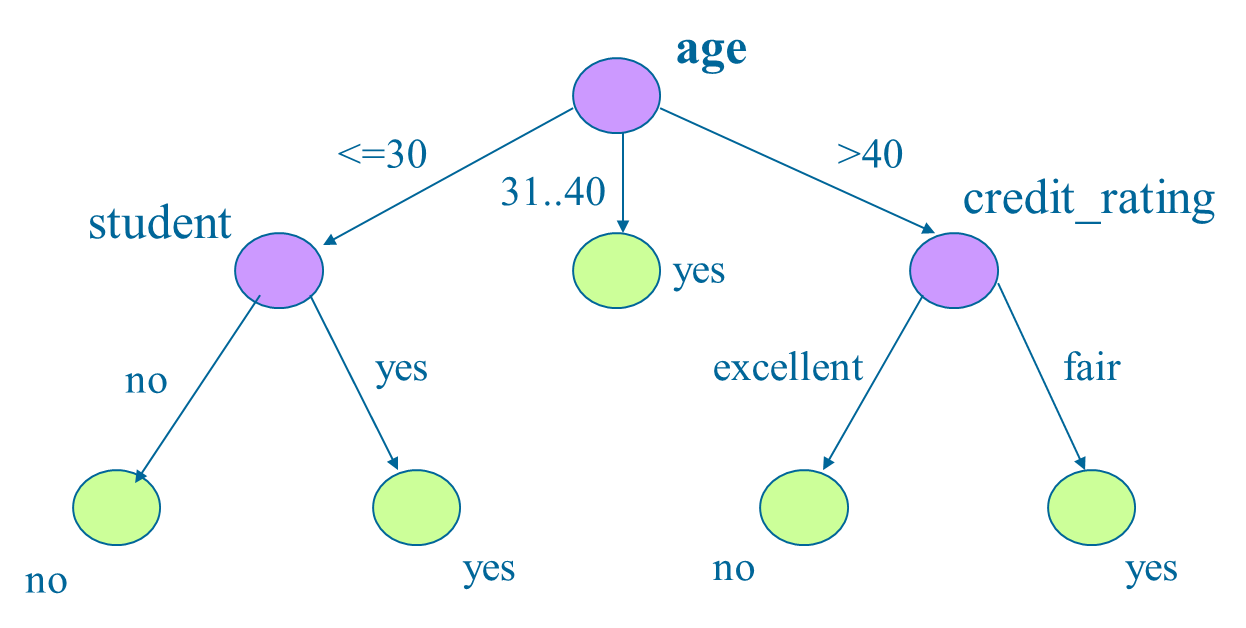 age
<=30
>40
31..40
student
credit_rating
yes
no
yes
excellent
fair
no
yes
no
yes